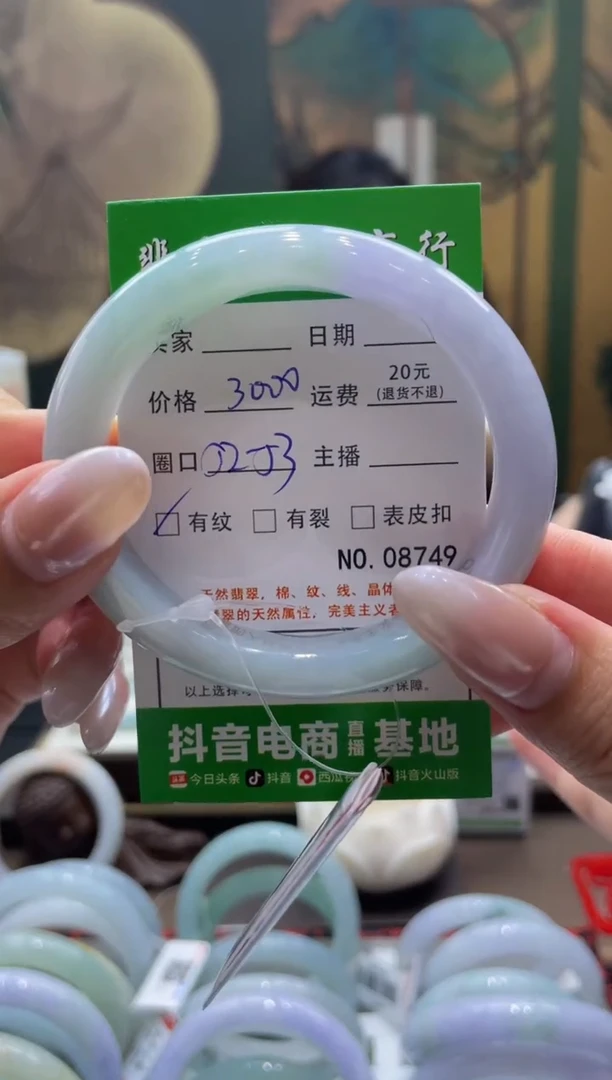 翡 商行
卖家 日期
价格 3000 运费 20元 (退货不退)
圈口 主播
有纹 有裂 表皮扣
NO. 08749
天然翡翠，棉、纹、线、晶体
翡翠的天然属性，完美主义者
以上选择 保障。
抖音电商直播基地
今日头条 抖音 西瓜 抖音火山版